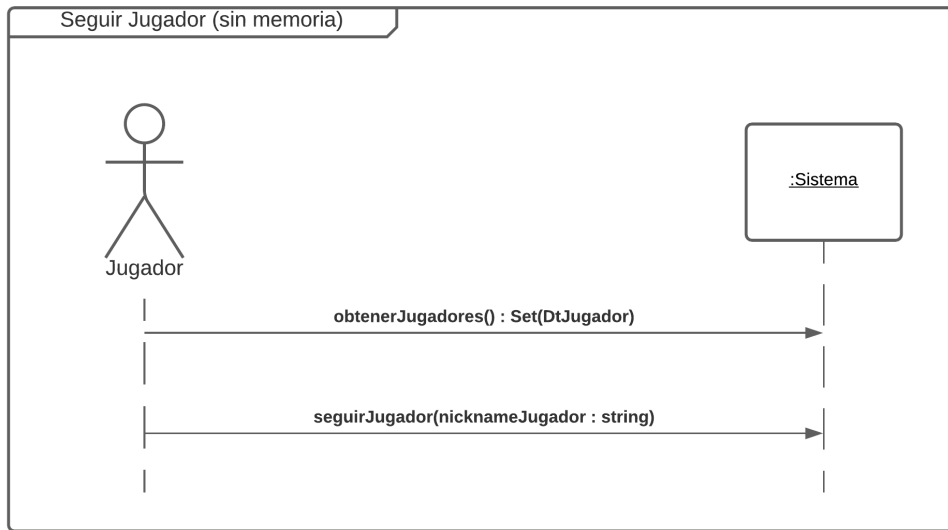 Seguir Jugador (sin memoria)
:Sistema
Jugador
obtenerJugadores() : Set(DtJugador)
seguirJugador(nicknameJugador : string)